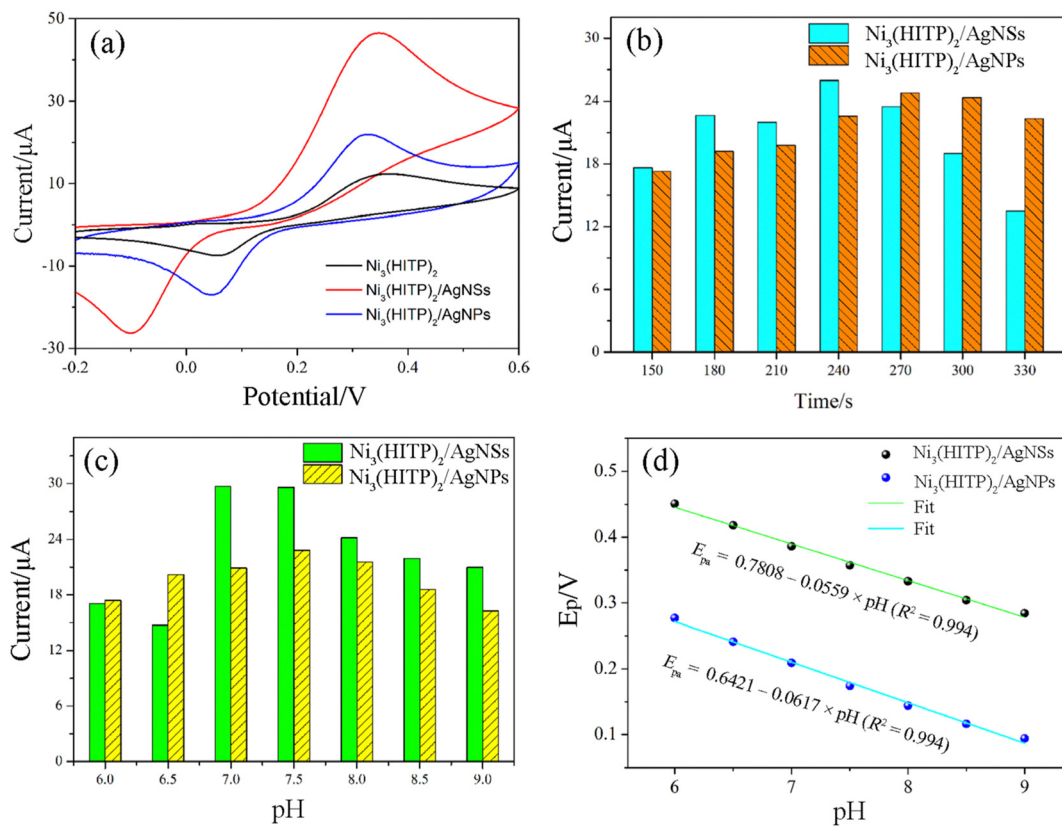 (a)
50
30
10
-10
-30
Current/μA
-0.2
0.0
0.2
0.4
0.6
Potential/V
Ni₃(HITP)₂
Ni₃(HITP)₂/AgNSs
Ni₃(HITP)₂/AgNPs
(b)
Ni₃(HITP)₂/AgNSs
Ni₃(HITP)₂/AgNPs
30
24
18
12
6
0
Current/μA
150
180
210
240
270
300
330
Time/s
(c)
Ni₃(HITP)₂/AgNSs
Ni₃(HITP)₂/AgNPs
30
24
18
12
6
0
Current/μA
6.0
6.5
7.0
7.5
8.0
8.5
9.0
pH
(d)
Ni₃(HITP)₂/AgNSs
Ni₃(HITP)₂/AgNPs
Fit
Fit
0.5
0.4
0.3
0.2
0.1
Ep/V
Eₚₐ = 0.7808 – 0.0559 × pH (R² = 0.994)
Eₚₐ = 0.6421 – 0.0617 × pH (R² = 0.994)
6
7
8
9
pH